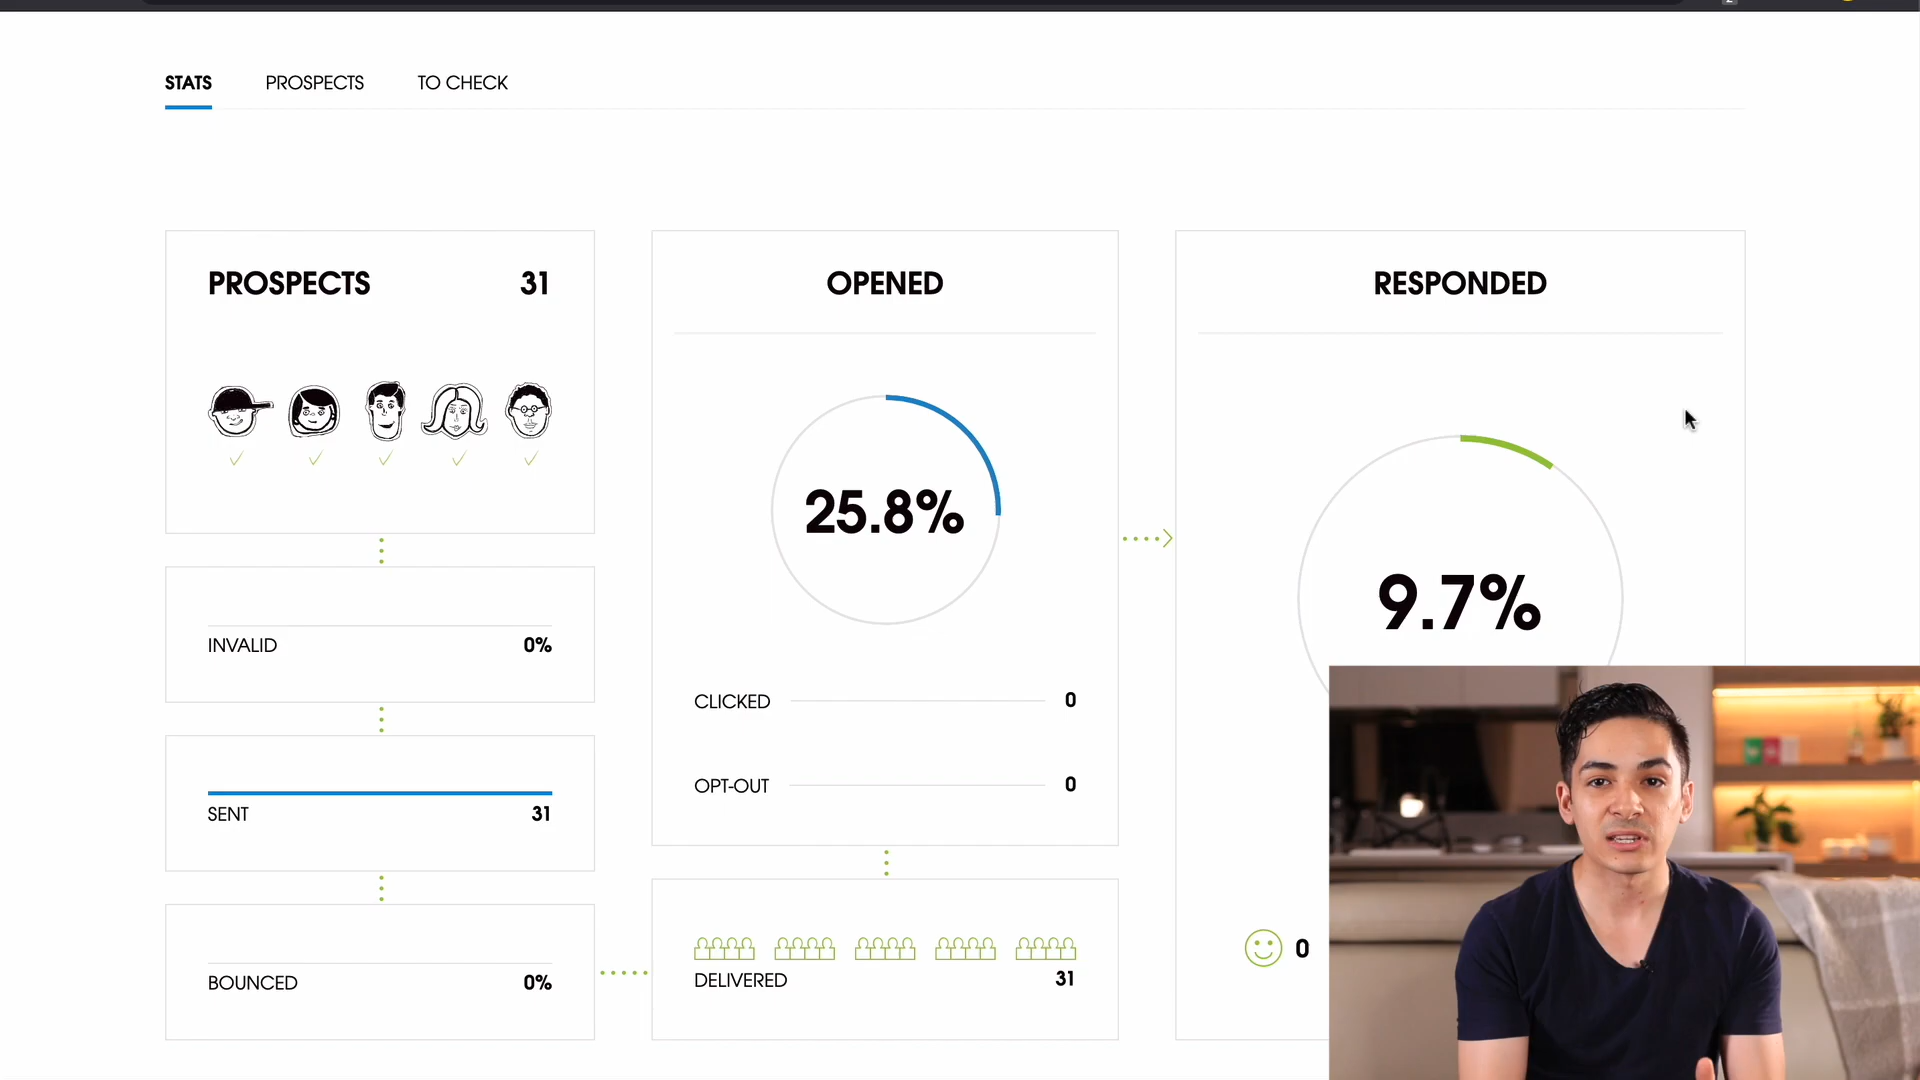 STATS PROSPECTS TO CHECK
PROSPECTS 31
INVALID 0%
SENT 31
BOUNCED 0%
OPENED
25.8%
CLICKED 0
OPT-OUT 0
DELIVERED 31
RESPONDED
9.7%
0